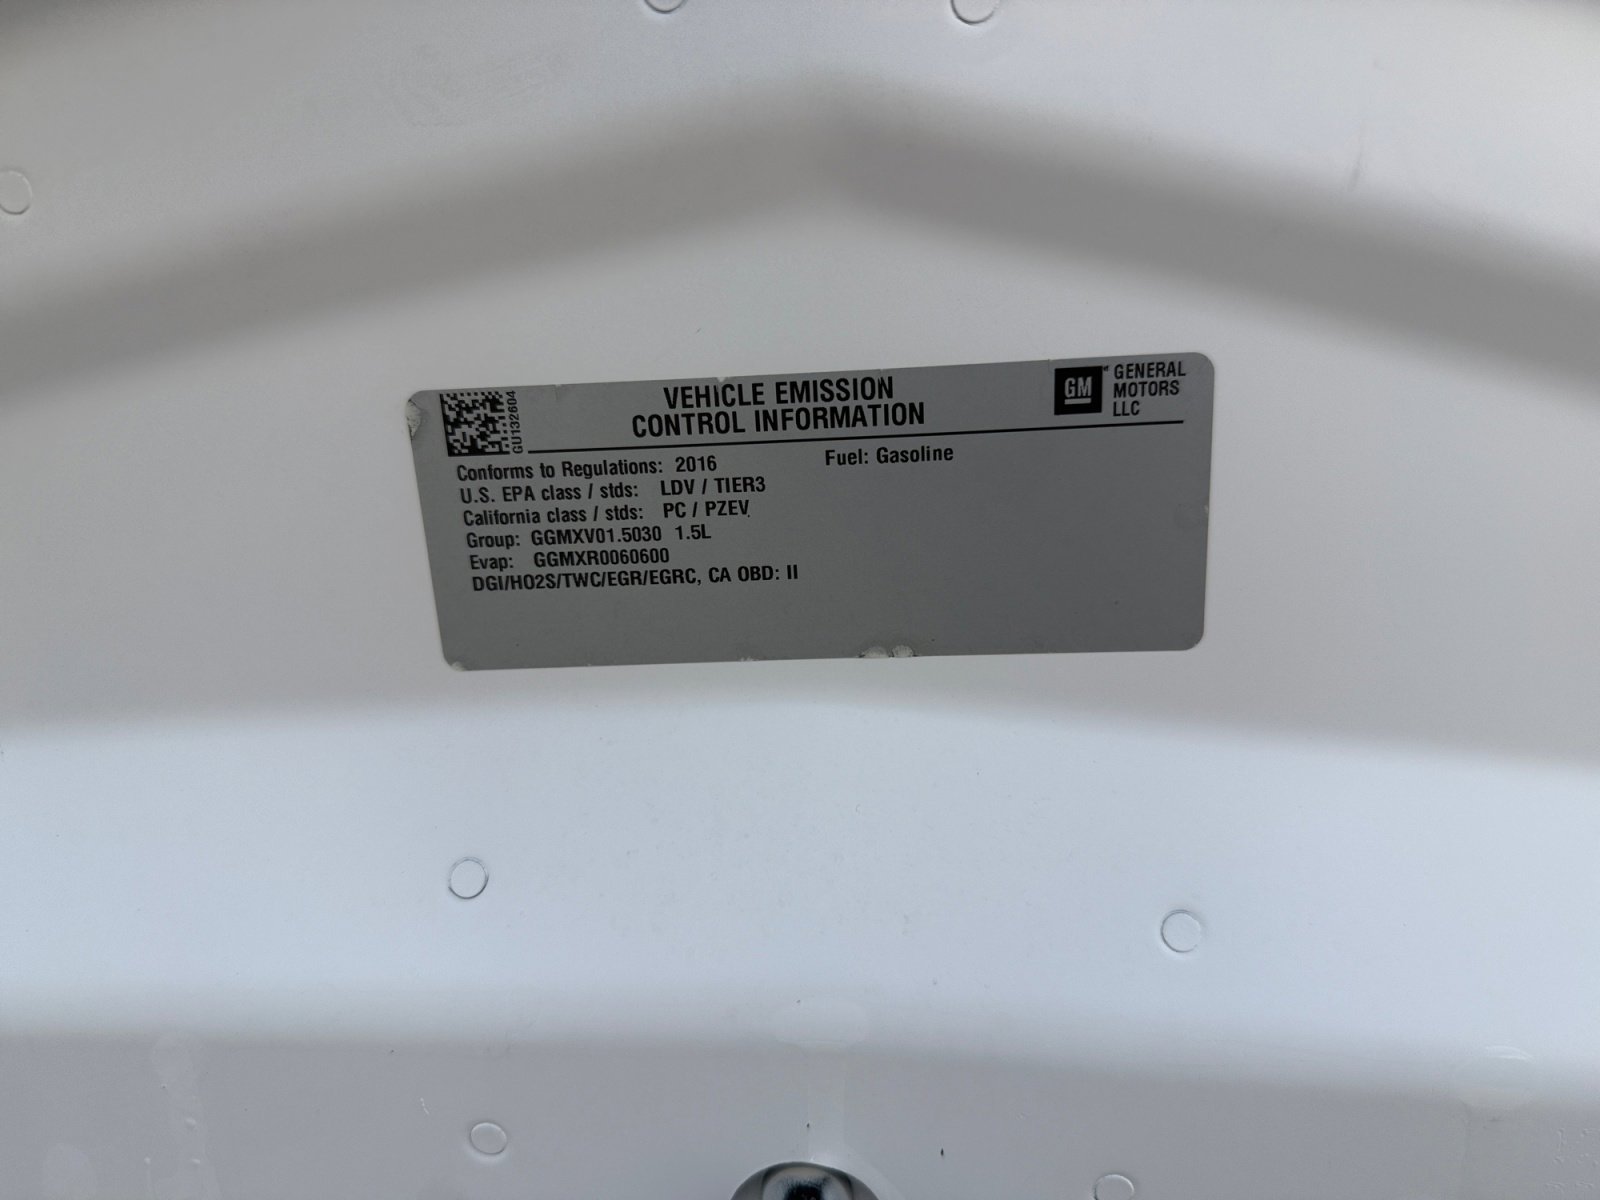 GU132604
VEHICLE EMISSION
CONTROL INFORMATION
GM
GENERAL
MOTORS
LLC
Conforms to Regulations: 2016
Fuel: Gasoline
U.S. EPA class / stds: LDV / TIER3
California class / stds: PC / PZEV
Group: GGMXV01.5030 1.5L
Evap: GGMXR0060600
DGI/HO2S/TWC/EGR/EGRC, CA OBD: II